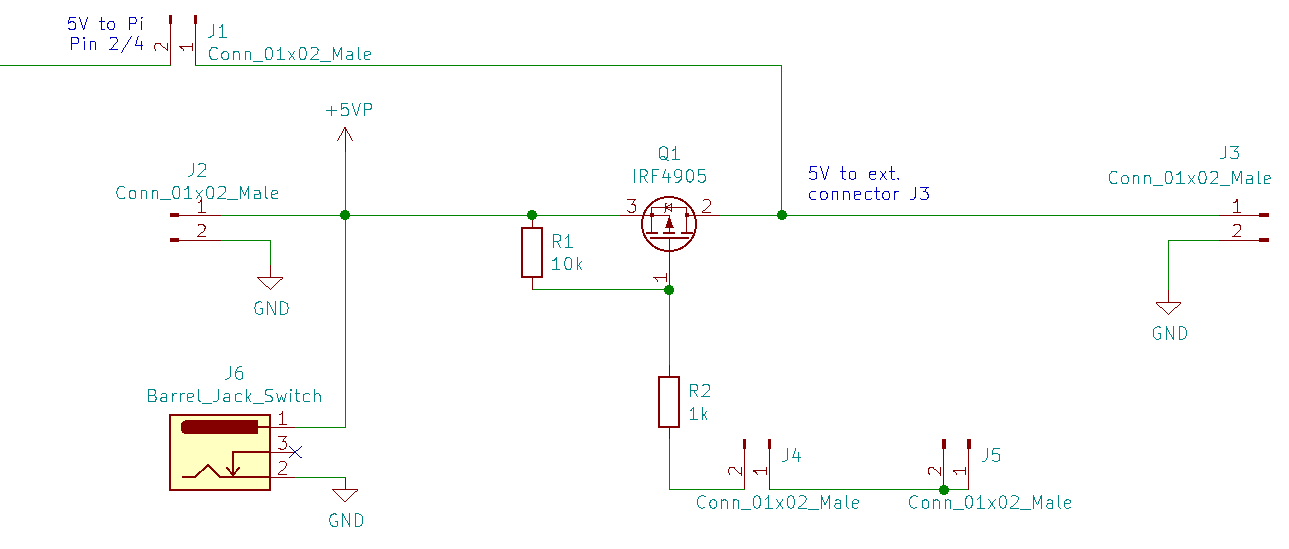 5V to Pi
Pin 2/4
2
1
J1
Conn_01x02_Male
+5VP
J2
Conn_01x02_Male
1
2
GND
R1
10k
Q1
IRF4905
3
2
1
5V to ext.
connector J3
J3
Conn_01x02_Male
1
2
GND
J6
Barrel_Jack_Switch
1
3
2
GND
R2
1k
2
1
J4
Conn_01x02_Male
2
1
J5
Conn_01x02_Male